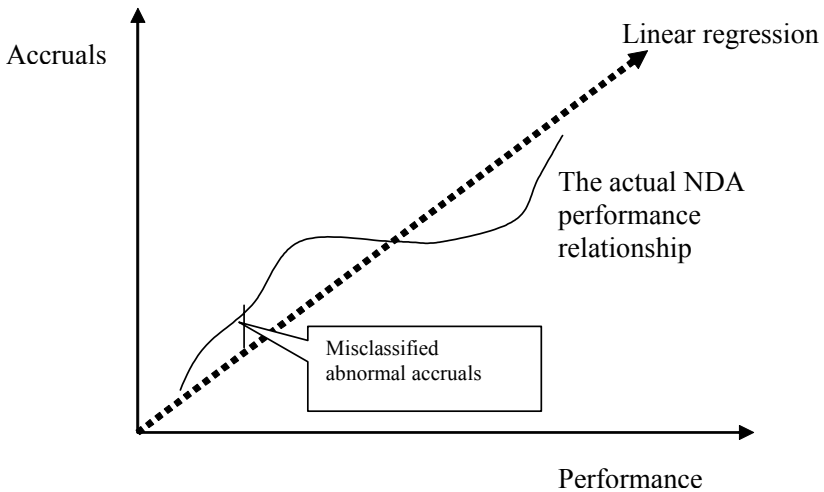 Linear regression
Accruals
The actual NDA
performance
relationship
Misclassified
abnormal accruals
Performance